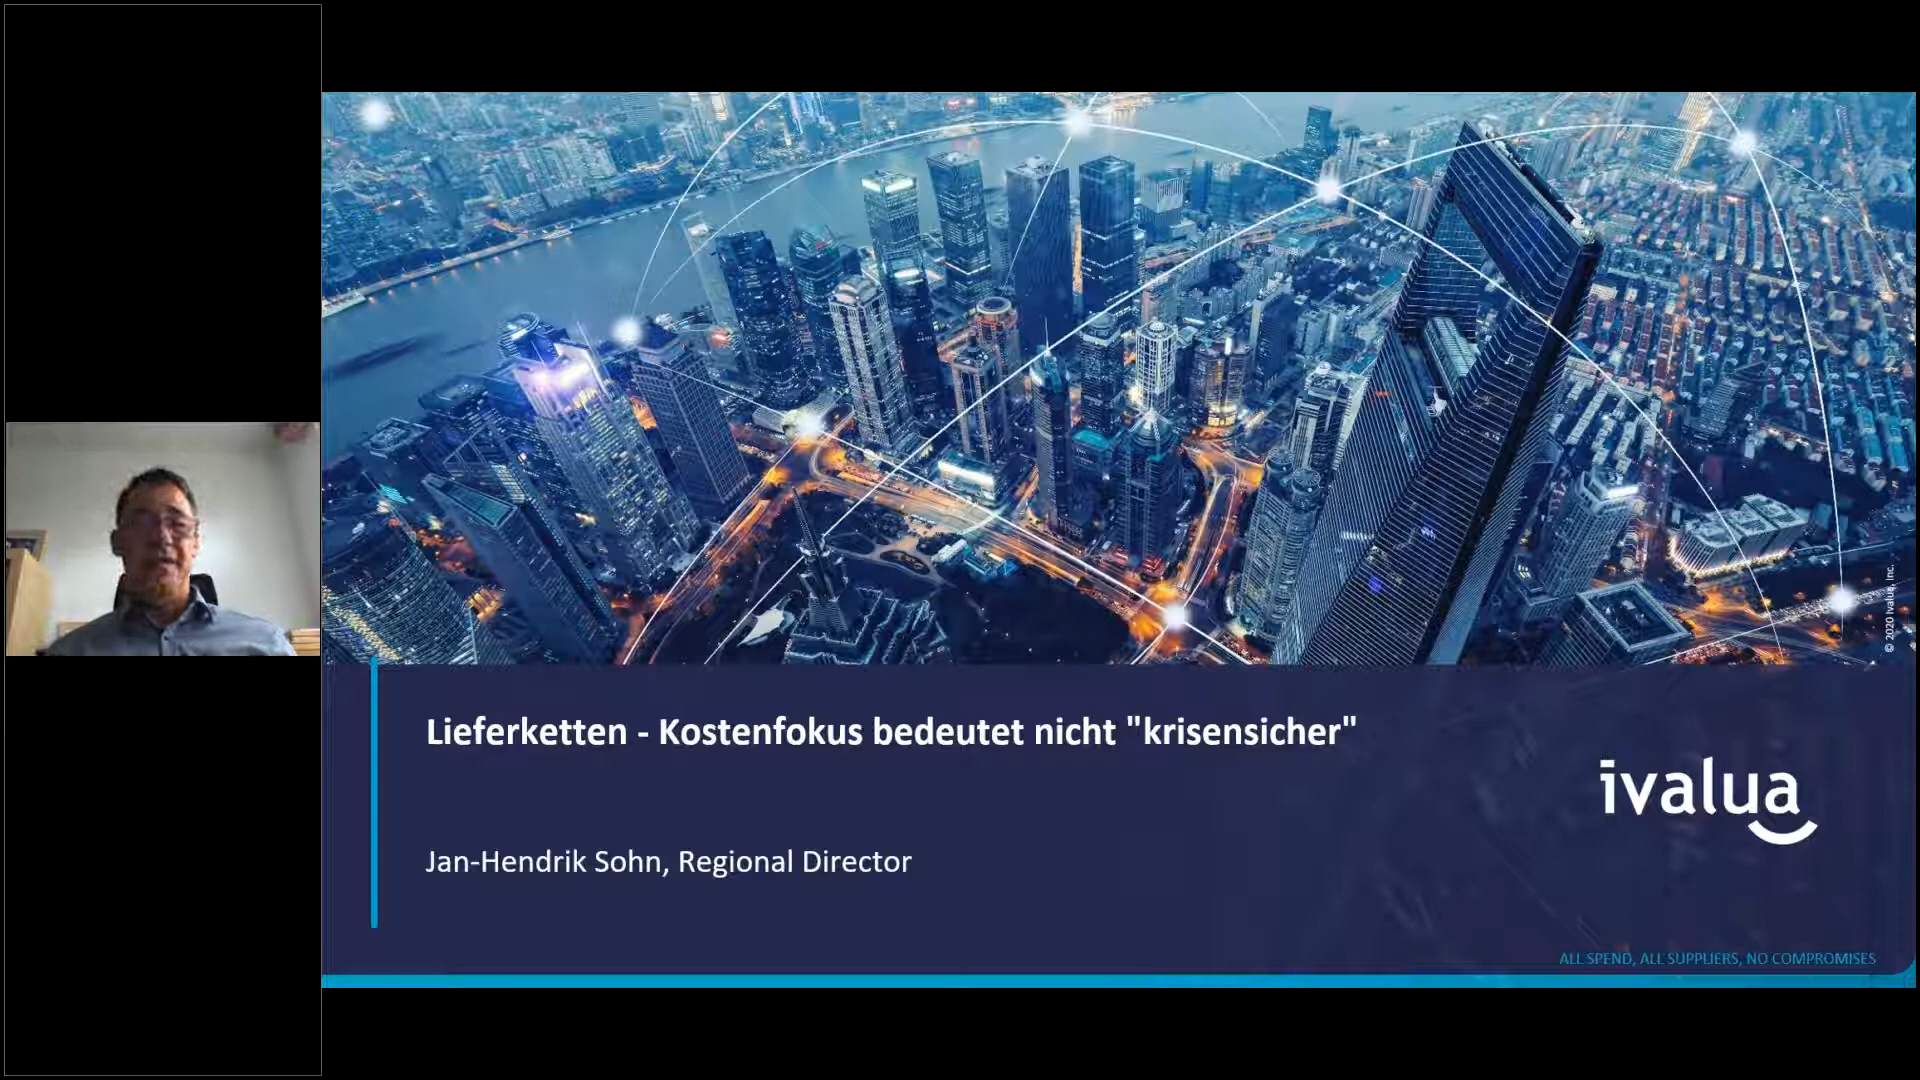 © 2020 Ivalua, Inc.
Lieferketten - Kostenfokus bedeutet nicht "krisensicher"
ivalua
Jan-Hendrik Sohn, Regional Director
ALL SPEND, ALL SUPPLIERS, NO COMPROMISES